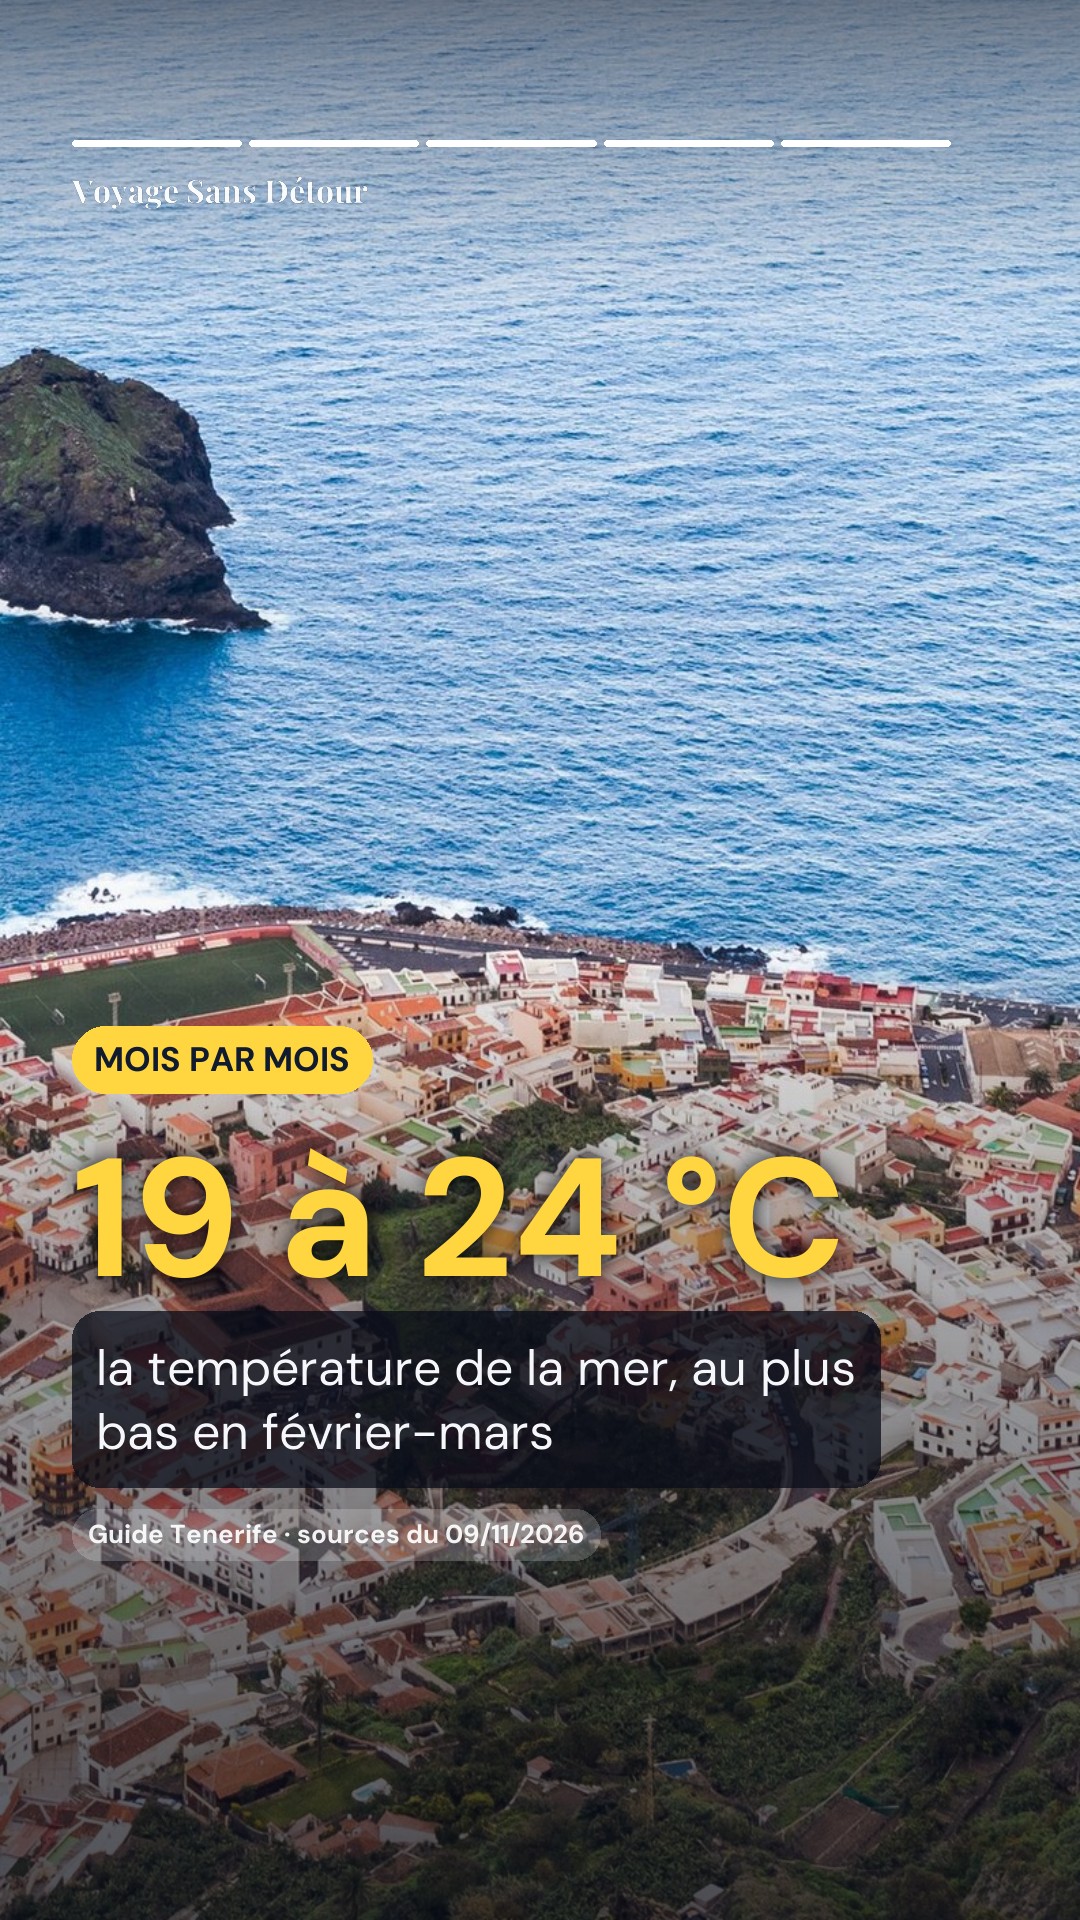 Voyage Sans Détour
MOIS PAR MOIS
19 à 24 °C
la température de la mer, au plus
bas en février-mars
Guide Tenerife · sources du 09/11/2026